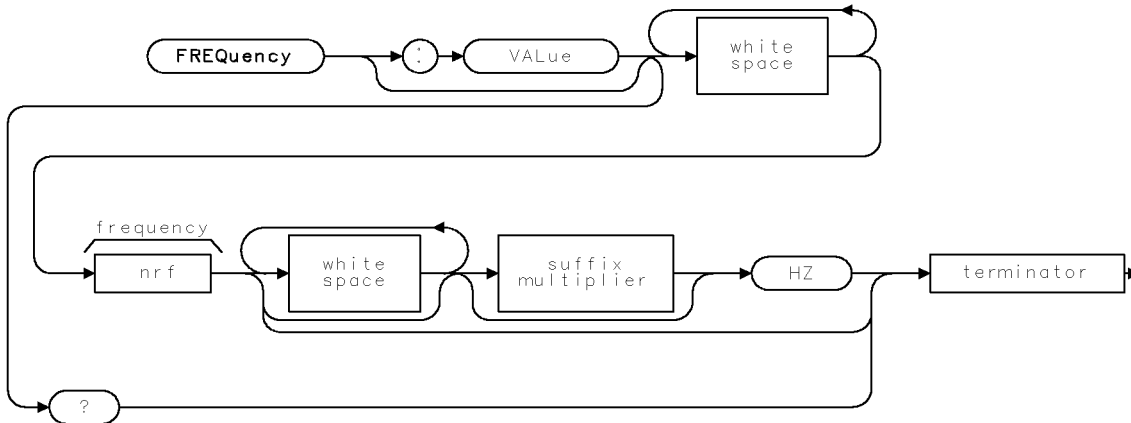 FREQuency
:
VALue
white
space
frequency
nrf
white
space
suffix
multiplier
HZ
terminator
?